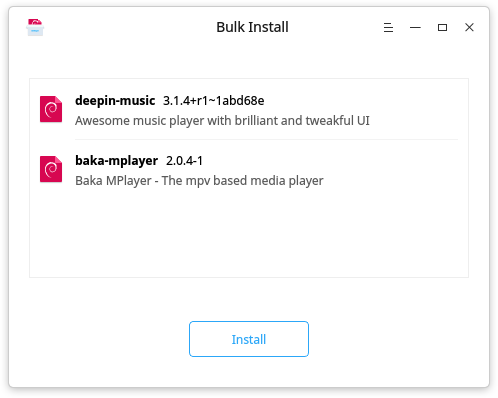 Bulk Install
deepin-music 3.1.4+r1~1abd68e
Awesome music player with brilliant and tweakful UI
baka-mplayer 2.0.4-1
Baka MPlayer - The mpv based media player
Install